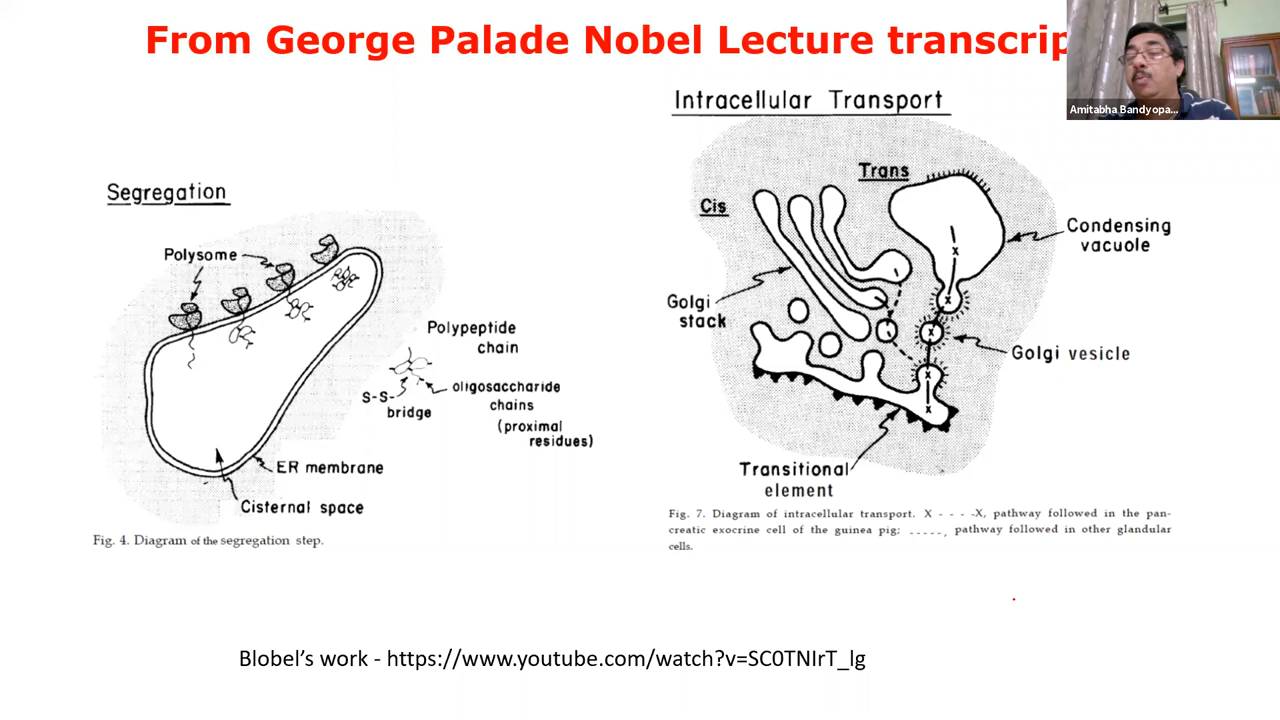 From George Palade Nobel Lecture transcrip
Amitabha Bandyopa...
Segregation
Polysome
Polypeptide
chain
S-S-
bridge
oligosaccharide
chains
(proximal
residues)
ER membrane
Cisternal space
Fig. 4. Diagram of the segregation step.
Intracellular Transport
Trans
Cis
Condensing
vacuole
Golgi
stack
x
x
x
x
x
Golgi vesicle
Transitional
element
Fig. 7. Diagram of intracellular transport. X - - - -X, pathway followed in the pan-
creatic exocrine cell of the guinea pig; -----, pathway followed in other glandular
cells.
Blobel’s work - https://www.youtube.com/watch?v=SC0TNIrT_lg